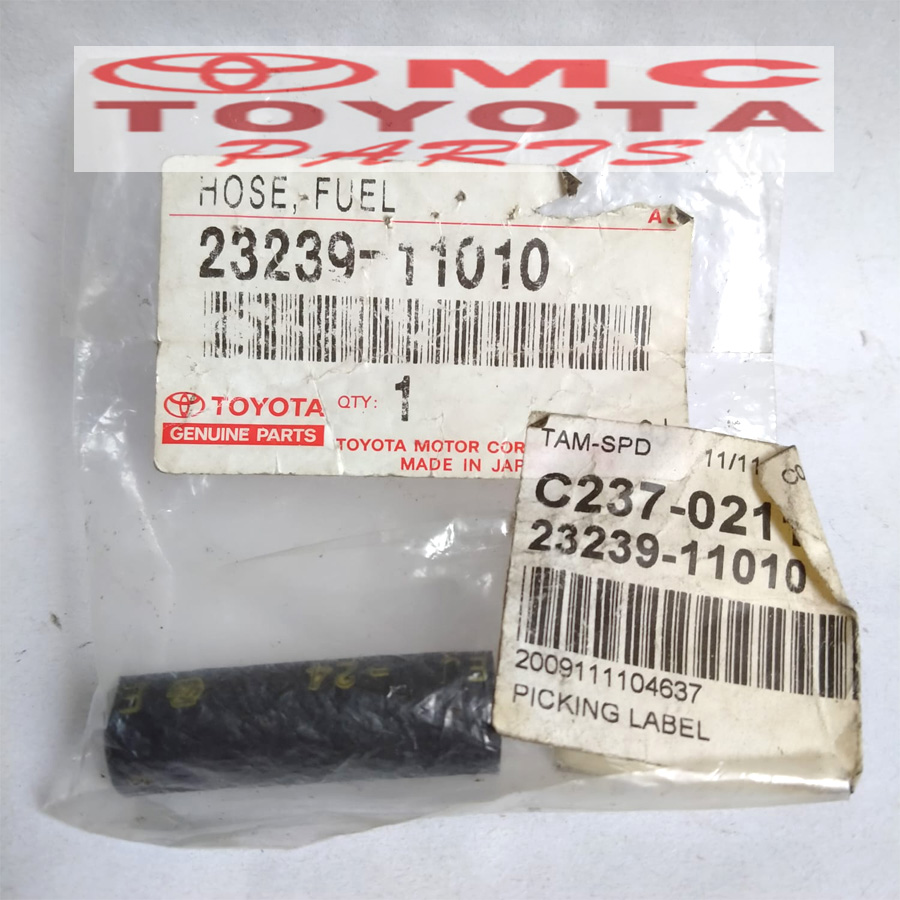 OMC
TOYOTA
PARTS
HOSE, FUEL
23239-11010
TOYOTA
GENUINE PARTS
QTY: 1
TOYOTA MOTOR COR
MADE IN JAP
TAM-SPD
11/11
C237-021
23239-11010
2009111104637
PICKING LABEL